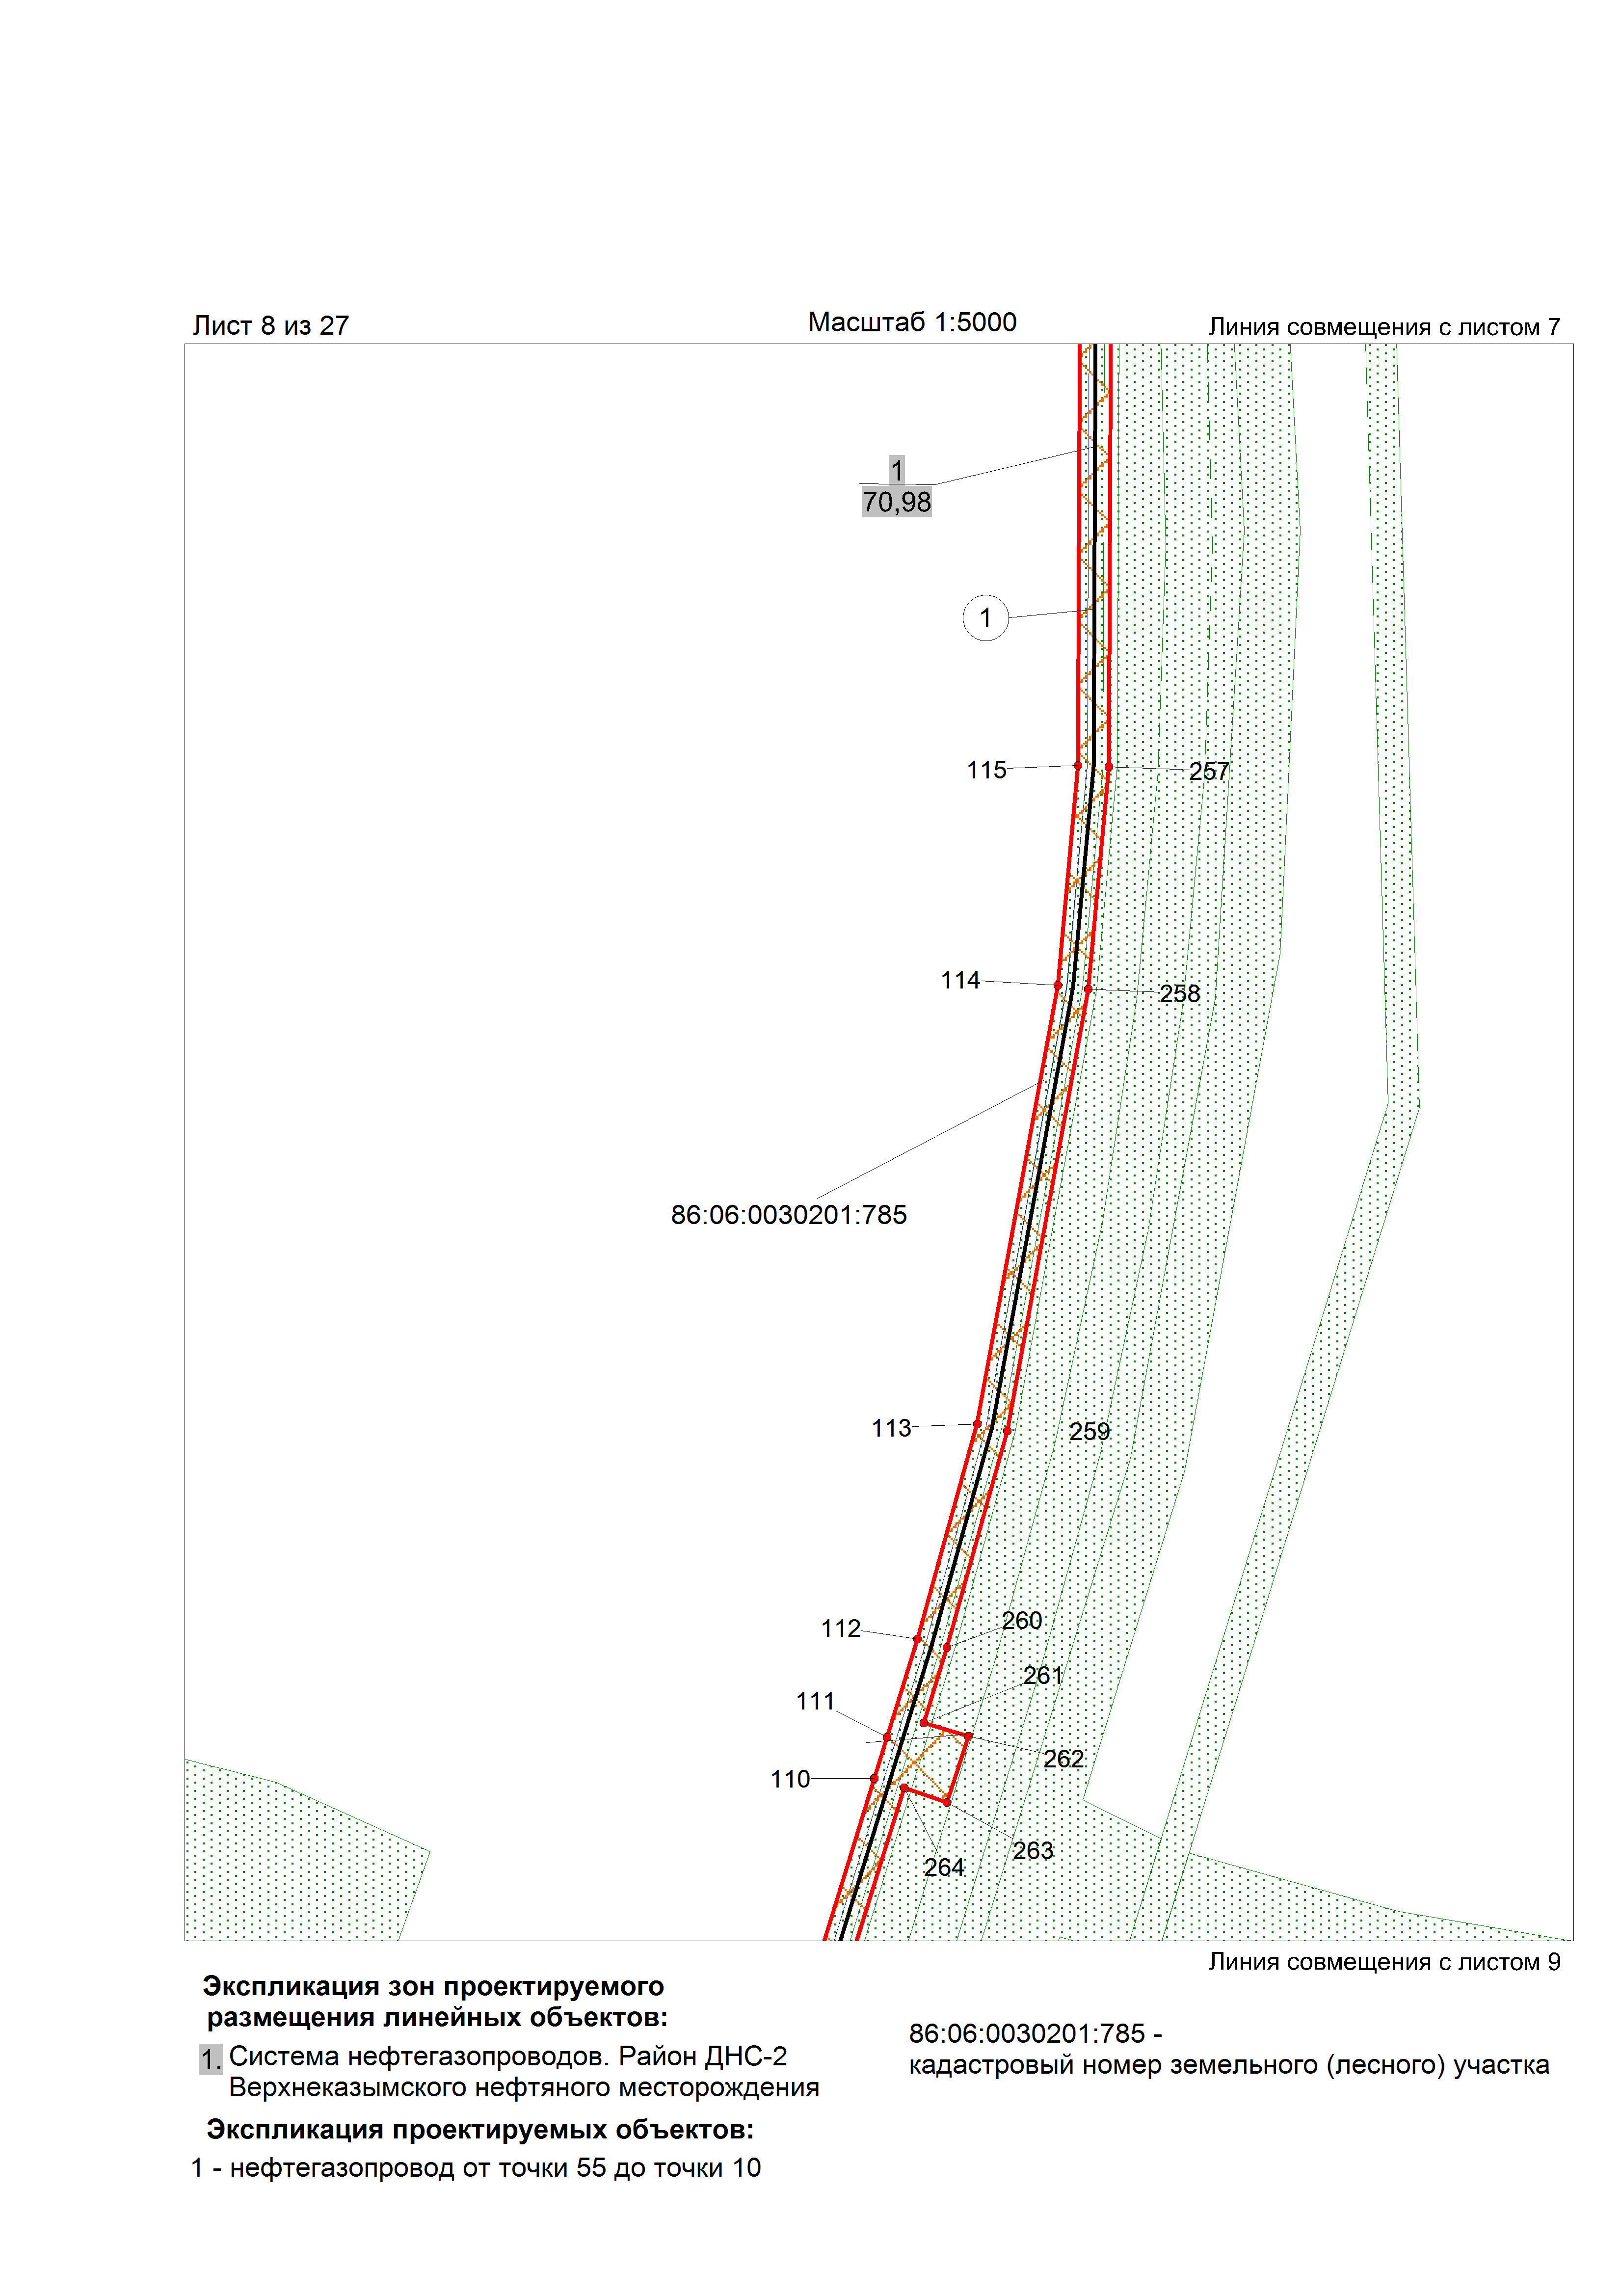 Лист 8 из 27
Масштаб 1:5000
Линия совмещения с листом 7
1
70,98
1
115
257
114
258
86:06:0030201:785
113
259
112
260
261
111
262
110
263
264
Линия совмещения с листом 9
Экспликация зон проектируемого
размещения линейных объектов:
1. Система нефтегазопроводов. Район ДНС-2
Верхнеказымского нефтяного месторождения
Экспликация проектируемых объектов:
1 - нефтегазопровод от точки 55 до точки 10
86:06:0030201:785 -
кадастровый номер земельного (лесного) участка